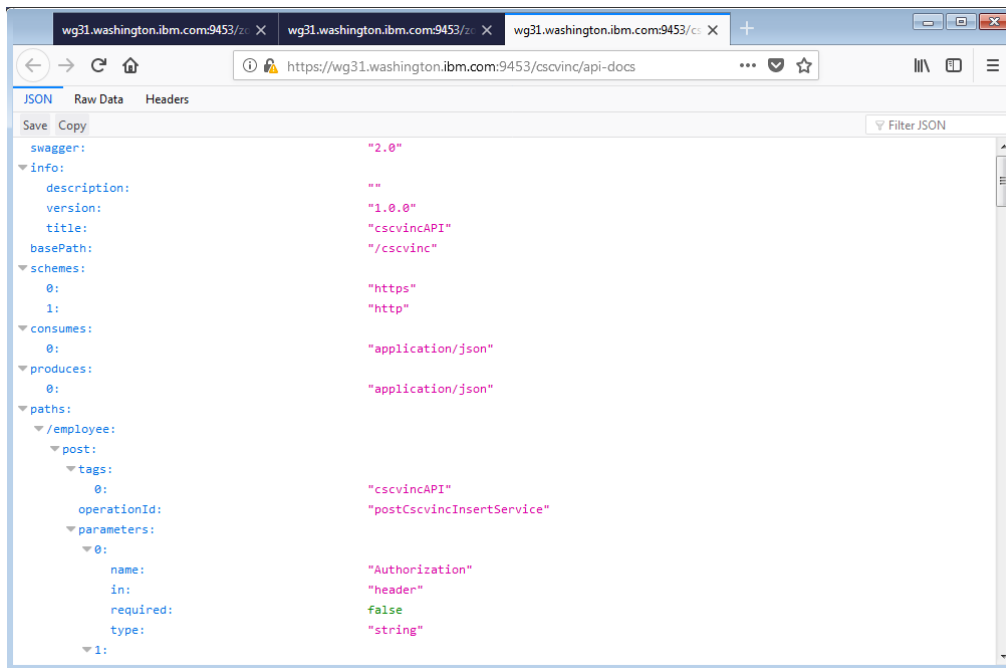 wg31.washington.ibm.com:9453/zc wg31.washington.ibm.com:9453/zc wg31.washington.ibm.com:9453/cs
https://wg31.washington.ibm.com:9453/cscvinc/api-docs
JSON Raw Data Headers
Save Copy Filter JSON
swagger: "2.0"
info:
description: ""
version: "1.0.0"
title: "cscvincAPI"
basePath: "/cscvinc"
schemes:
0: "https"
1: "http"
consumes:
0: "application/json"
produces:
0: "application/json"
paths:
/employee:
post:
tags:
0: "cscvincAPI"
operationId: "postCscvincInsertService"
parameters:
0:
name: "Authorization"
in: "header"
required: false
type: "string"
1: